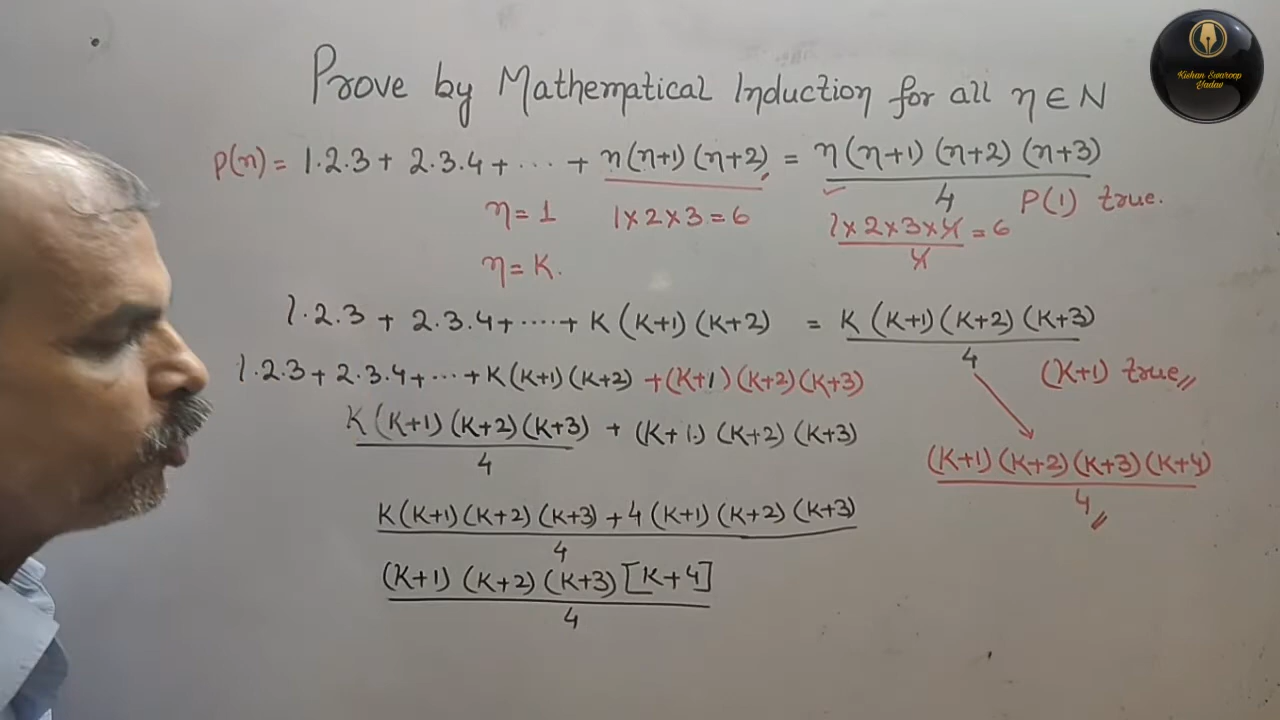 Kishan Swaroop
Yadav
Prove by Mathematical Induction for all n ∈ N
P(n) = 1.2.3 + 2.3.4 + ... + n(n+1)(n+2) = n(n+1)(n+2)(n+3)/4
n = 1 1×2×3 = 6 1×2×3×4/4 = 6 P(1) true.
n = K.
1.2.3 + 2.3.4 + ..... + K(K+1)(K+2) = K(K+1)(K+2)(K+3)/4
1.2.3 + 2.3.4 + ... + K(K+1)(K+2) + (K+1)(K+2)(K+3) (K+1) true
K(K+1)(K+2)(K+3)/4 + (K+1)(K+2)(K+3)
(K+1)(K+2)(K+3)(K+4)/4
K(K+1)(K+2)(K+3) + 4(K+1)(K+2)(K+3)/4
(K+1)(K+2)(K+3)[K+4]/4